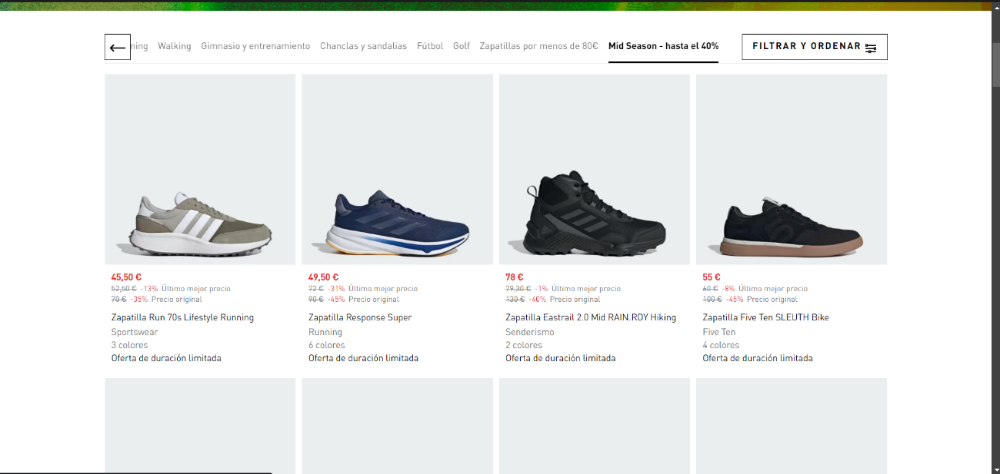 ning Walking Gimnasio y entrenamiento Chanclas y sandalias Fútbol Golf Zapatillas por menos de 80€ Mid Season - hasta el 40% FILTRAR Y ORDENAR
45,50 €
52,50 € -13% Último mejor precio
70 € -35% Precio original
Zapatilla Run 70s Lifestyle Running
Sportswear
3 colores
Oferta de duración limitada
49,50 €
72 € -31% Último mejor precio
90 € -45% Precio original
Zapatilla Response Super
Running
6 colores
Oferta de duración limitada
78 €
79,30 € -1% Último mejor precio
130 € -40% Precio original
Zapatilla Eastrail 2.0 Mid RAIN.RDY Hiking
Senderismo
2 colores
Oferta de duración limitada
55 €
60 € -8% Último mejor precio
100 € -45% Precio original
Zapatilla Five Ten SLEUTH Bike
Five Ten
4 colores
Oferta de duración limitada